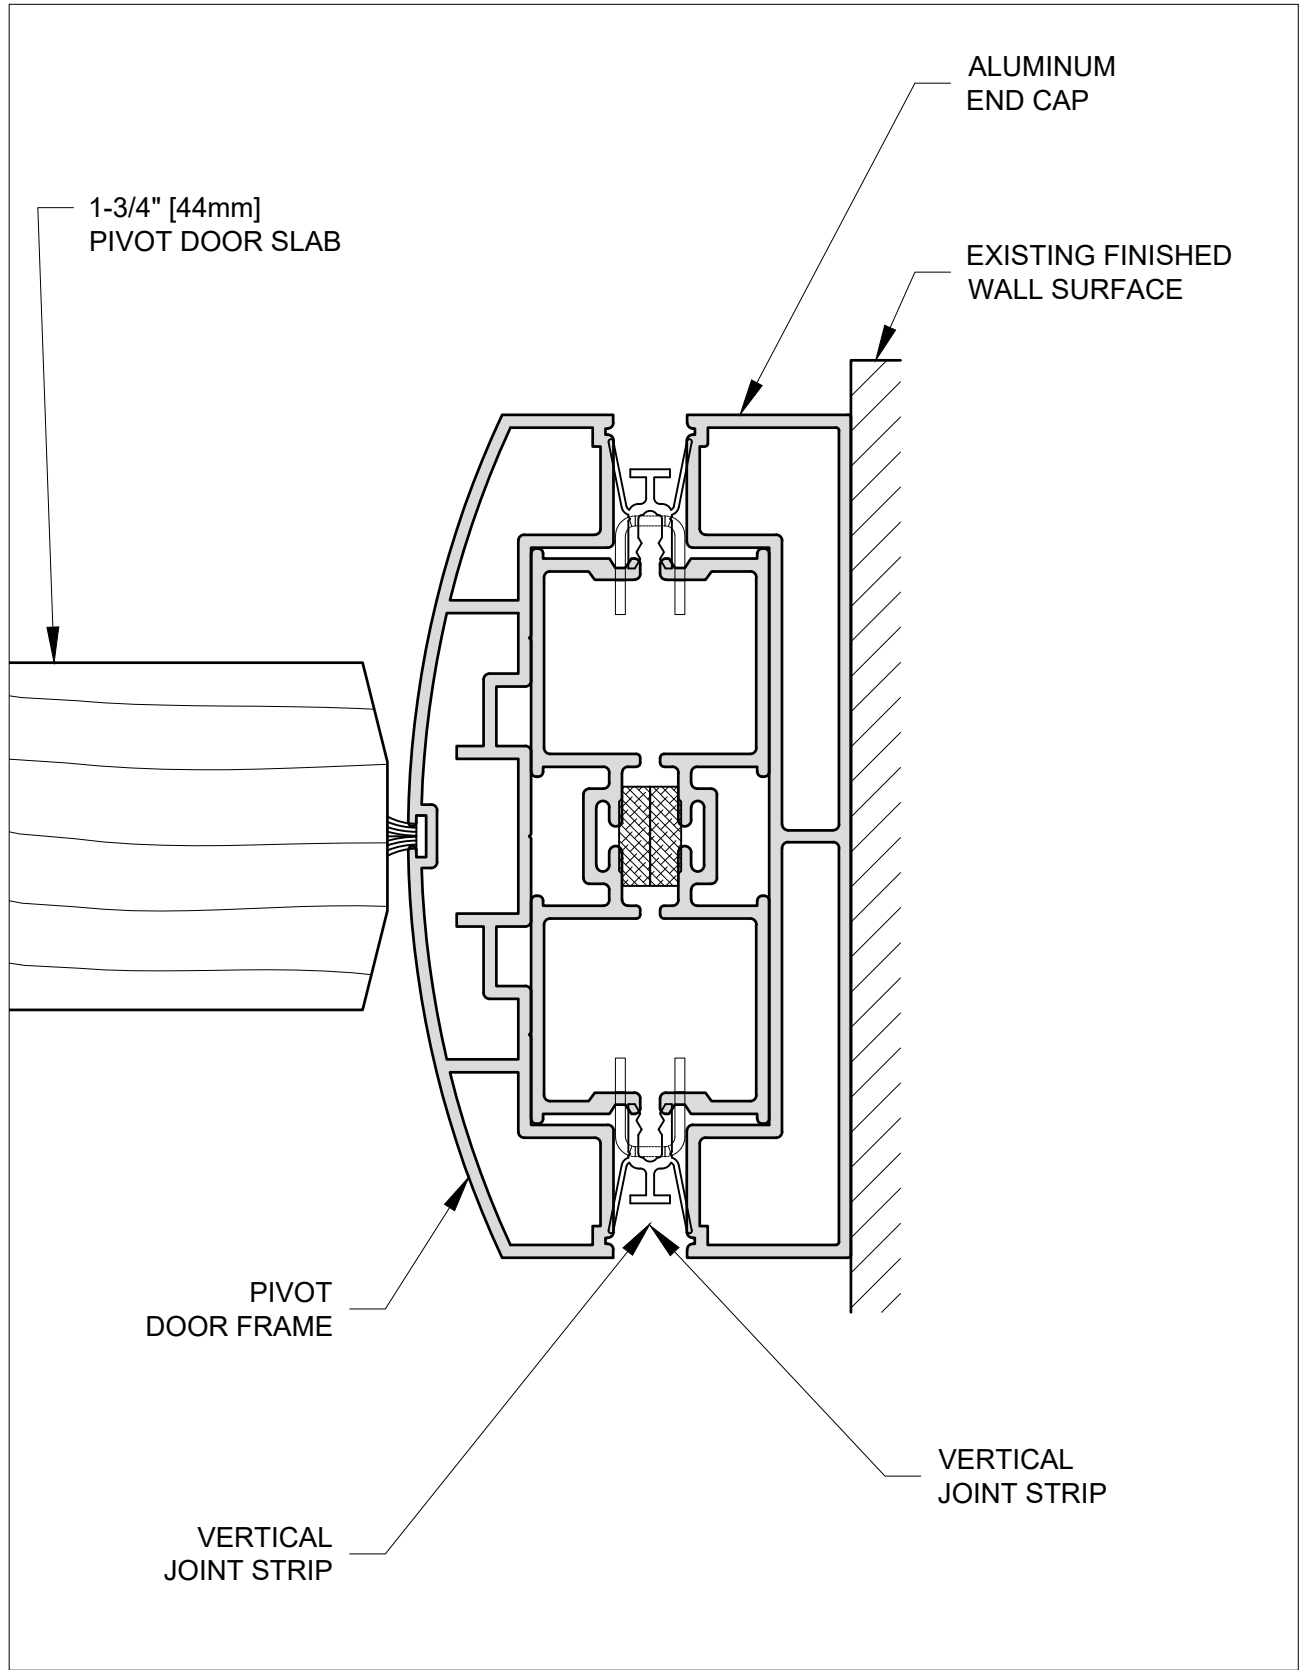 ALUMINUM
END CAP
1-3/4" [44mm]
PIVOT DOOR SLAB
EXISTING FINISHED
WALL SURFACE
PIVOT
DOOR FRAME
VERTICAL
JOINT STRIP
VERTICAL
JOINT STRIP